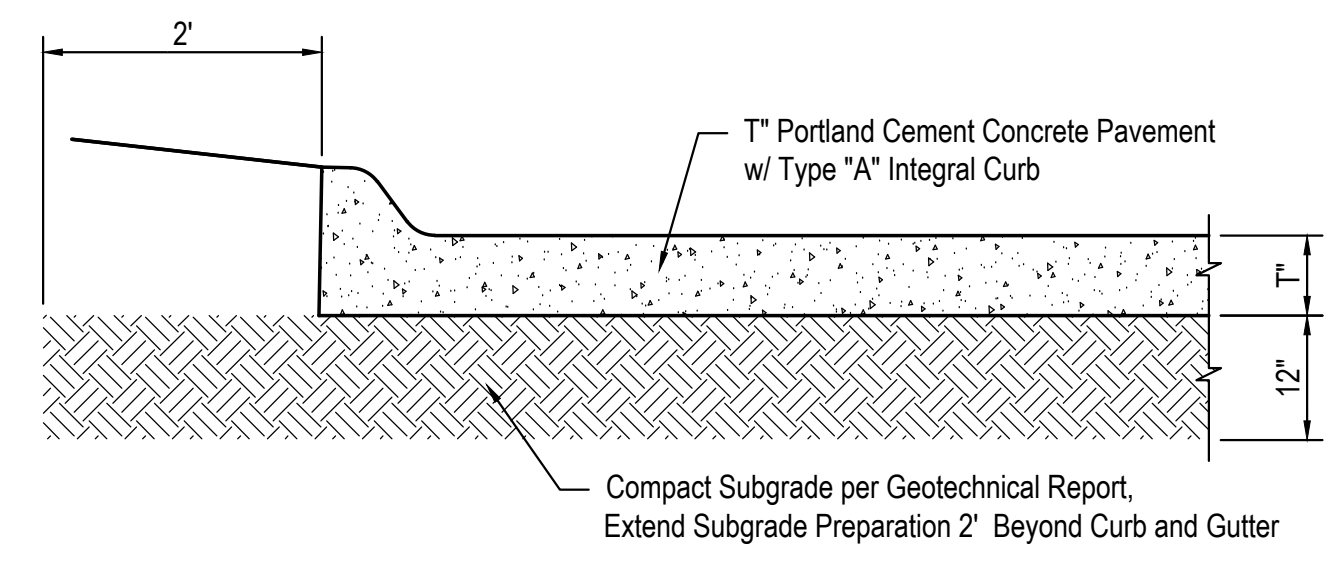 2'
T" Portland Cement Concrete Pavement
w/ Type "A" Integral Curb
T"
12"
Compact Subgrade per Geotechnical Report,
Extend Subgrade Preparation 2' Beyond Curb and Gutter